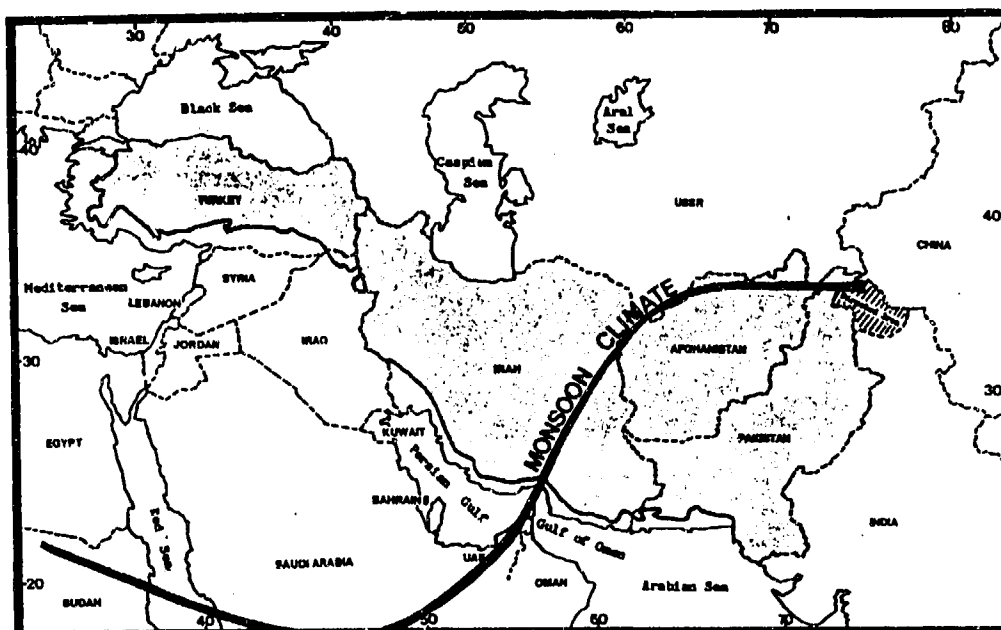 30 40 50 60 70 80
Black Sea
Aral
Sea
40
Caspian
Sea
TURKEY
USSR
40
CHINA
SYRIA
Mediterranean
Sea
LEBANON
MONSOON CLIMATE
ISRAEL
JORDAN
IRAQ
AFGHANISTAN
30
IRAN
30
KUWAIT
PAKISTAN
EGYPT
Persian Gulf
BAHRAIN
Red Sea
Gulf of Oman
INDIA
UAE
SAUDI ARABIA
OMAN
Arabian Sea
20
SUDAN
40 50 60 70